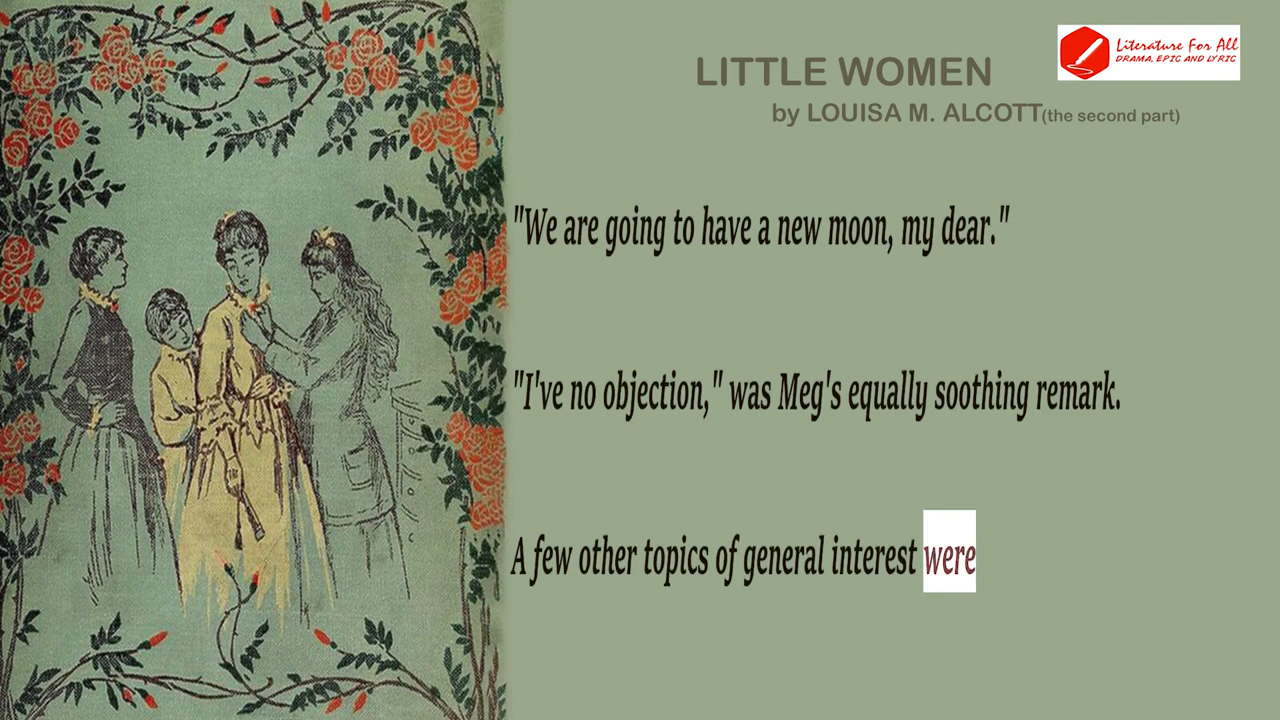 LITTLE WOMEN
by LOUISA M. ALCOTT(the second part)
Literature For All
DRAMA, EPIC AND LYRIC
"We are going to have a new moon, my dear."
"I've no objection," was Meg's equally soothing remark.
A few other topics of general interest were